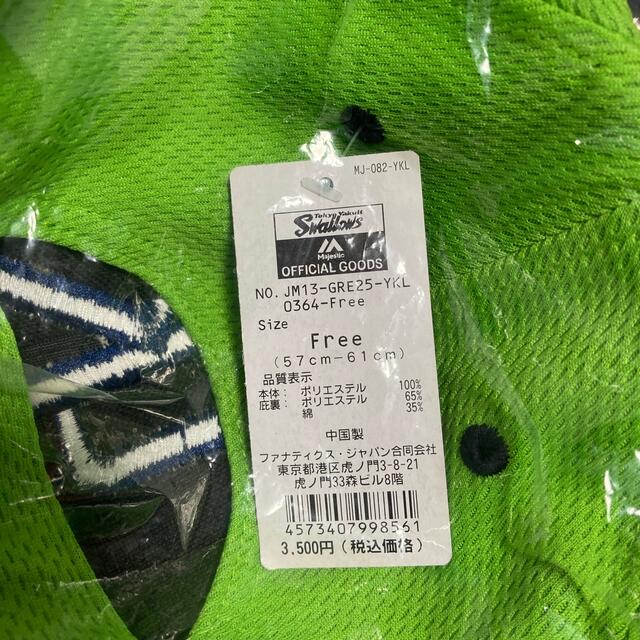 MJ-082-YKL
Tokyo Yakult
Swallows
Majestic
OFFICIAL GOODS
NO. JM13-GRE25-YKL
0364-Free
Size
Free
(57cm-61cm)
品質表示
本体: ポリエステル 100%
庇裏: ポリエステル 65%
綿 35%
中国製
ファナティクス・ジャパン合同会社
東京都港区虎ノ門3-8-21
虎ノ門33森ビル8階
4573407998561
3,500円(税込価格)